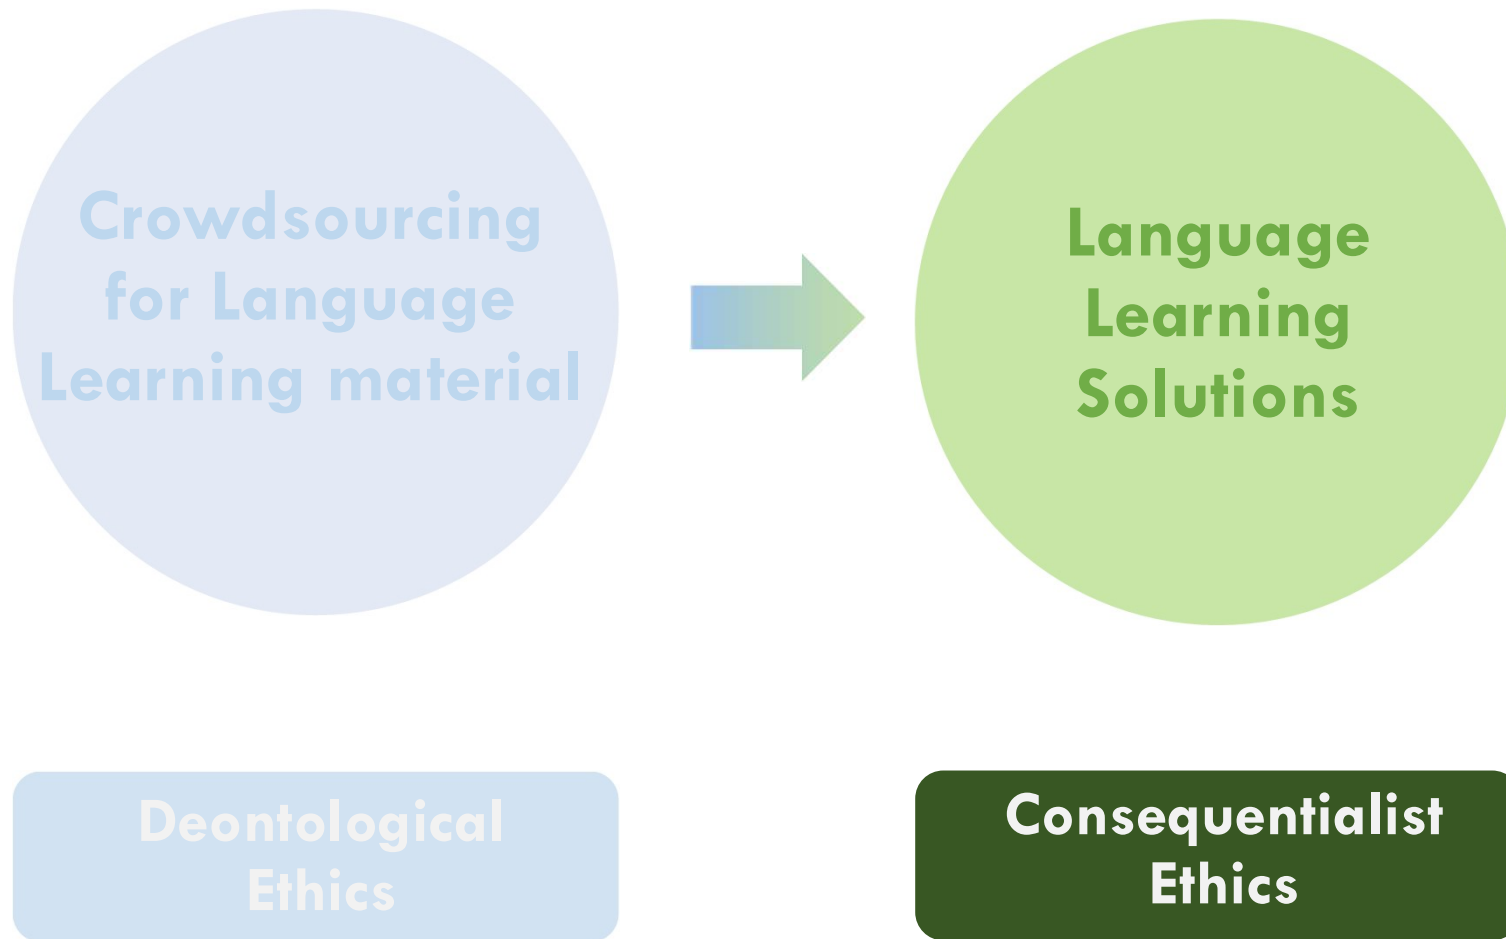 Crowdsourcing
for Language
Learning material
Language
Learning
Solutions
Deontological
Ethics
Consequentialist
Ethics